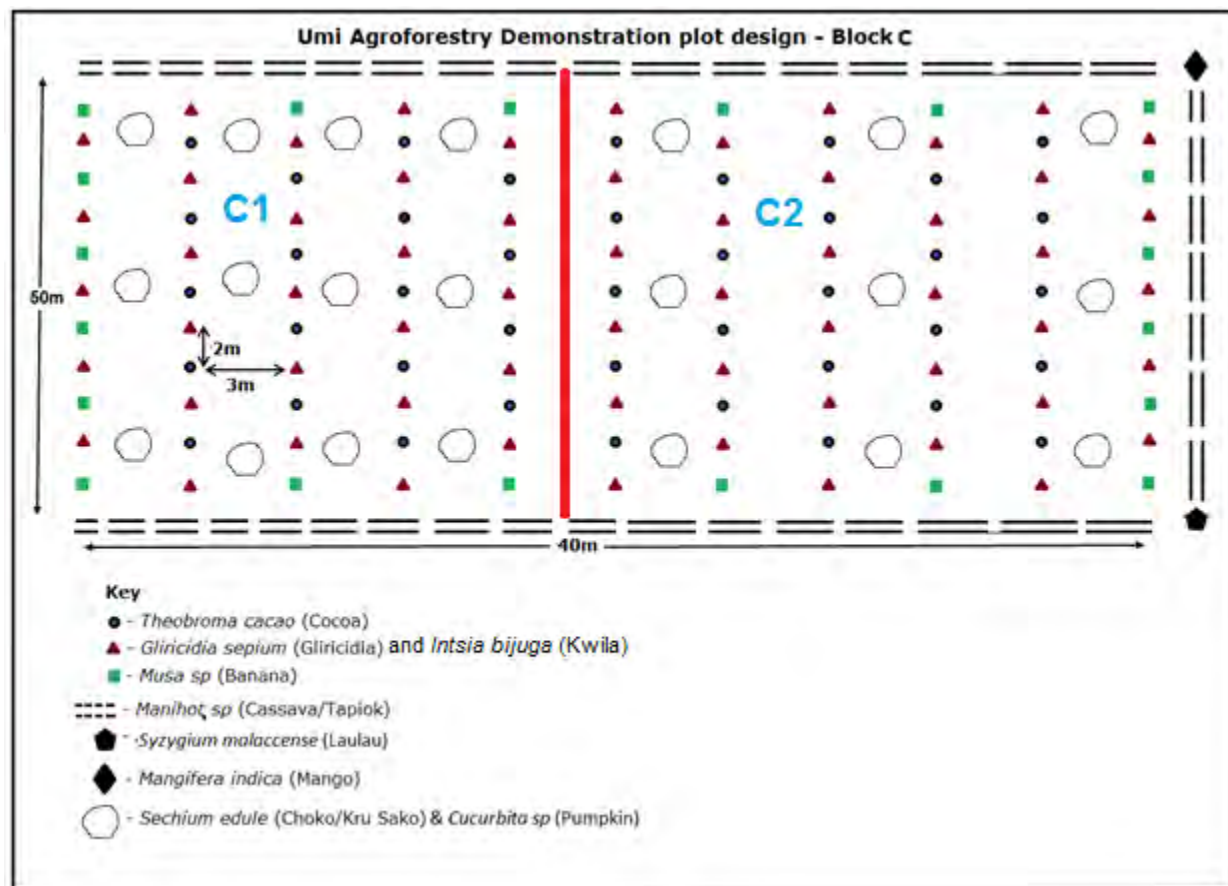 Umi Agroforestry Demonstration plot design - Block C
C1
C2
50m
2m
3m
40m
Key
- Theobroma cacao (Cocoa)
- Gliricidia sepium (Gliricidia) and Intsia bijuga (Kwila)
- Musa sp (Banana)
- Manihot sp (Cassava/Tapiok)
- Syzygium malaccense (Laulau)
- Mangifera indica (Mango)
- Sechium edule (Choko/Kru Sako) & Cucurbita sp (Pumpkin)